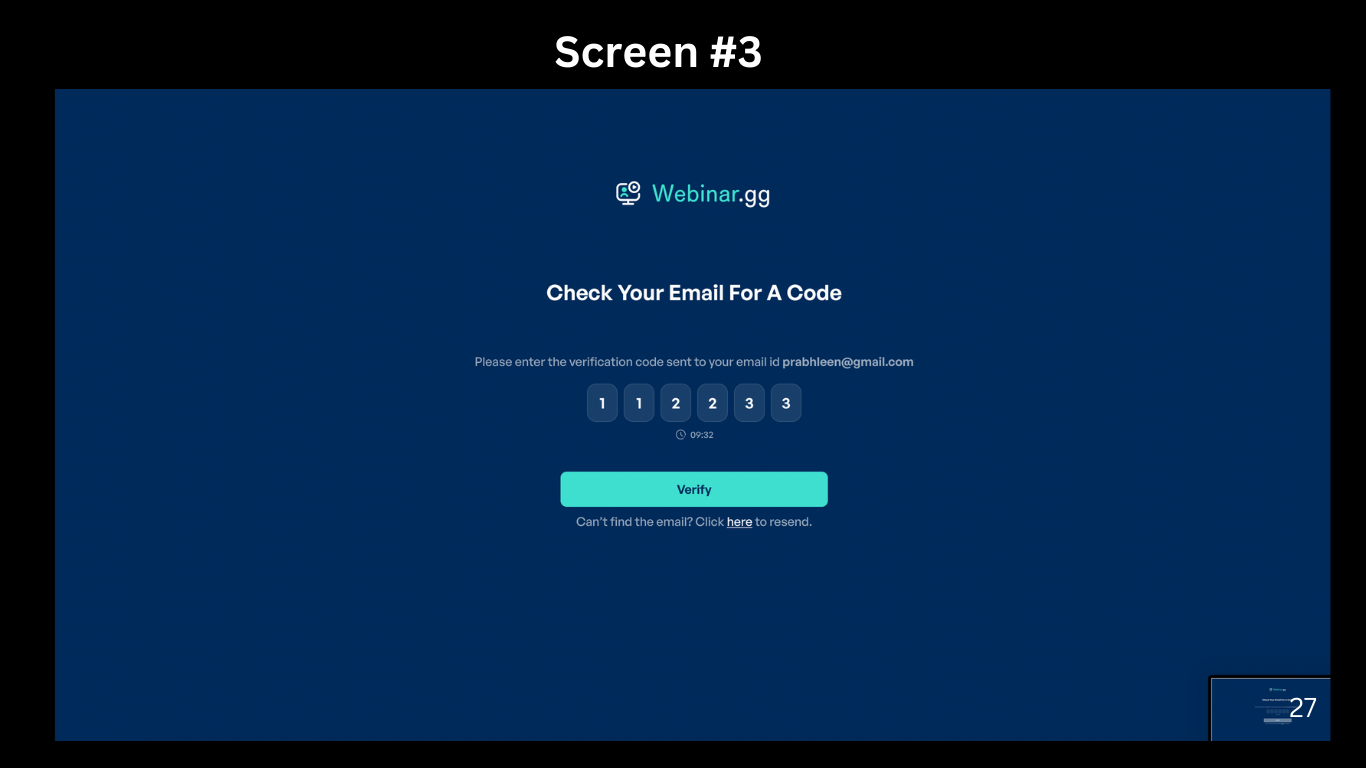 Screen #3
Webinar.gg
Check Your Email For A Code
Please enter the verification code sent to your email id prabhleen@gmail.com
1 1 2 2 3 3
09:32
Verify
Can't find the email? Click here to resend.
27